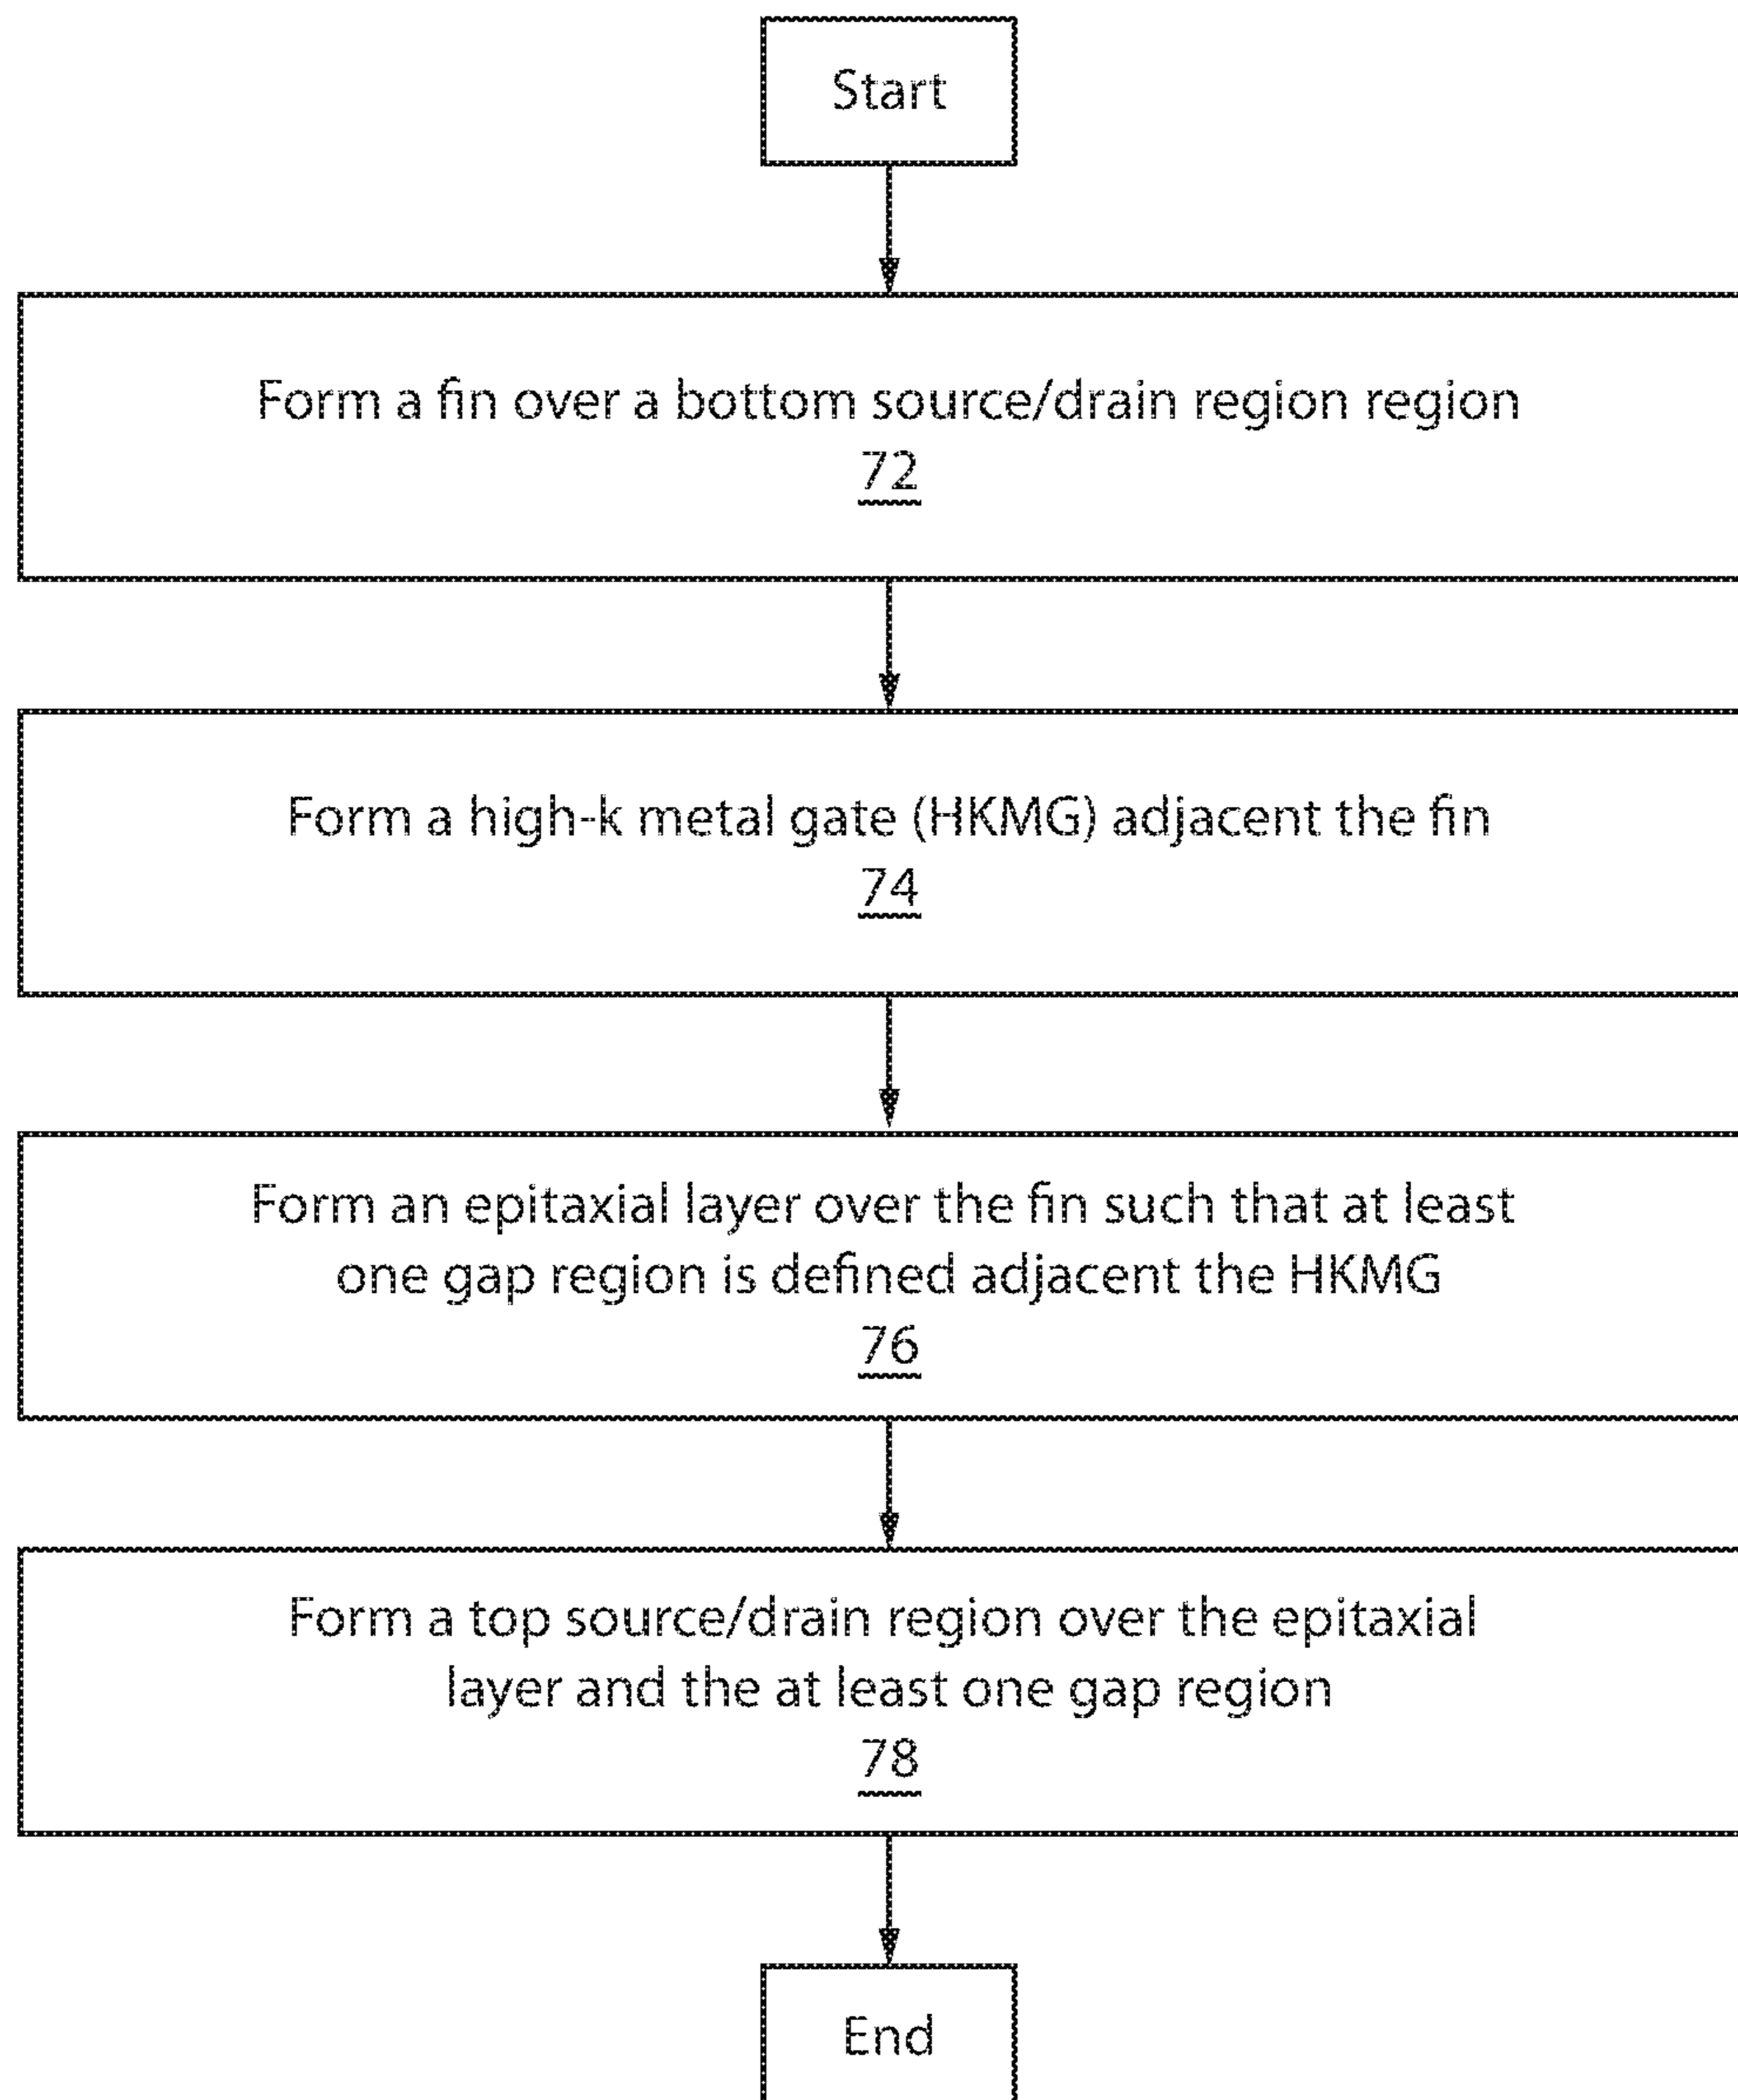 Start
Form a fin over a bottom source/drain region region
72
Form a high-k metal gate (HKMG) adjacent the fin
74
Form an epitaxial layer over the fin such that at least
one gap region is defined adjacent the HKMG
76
Form a top source/drain region over the epitaxial
layer and the at least one gap region
78
End